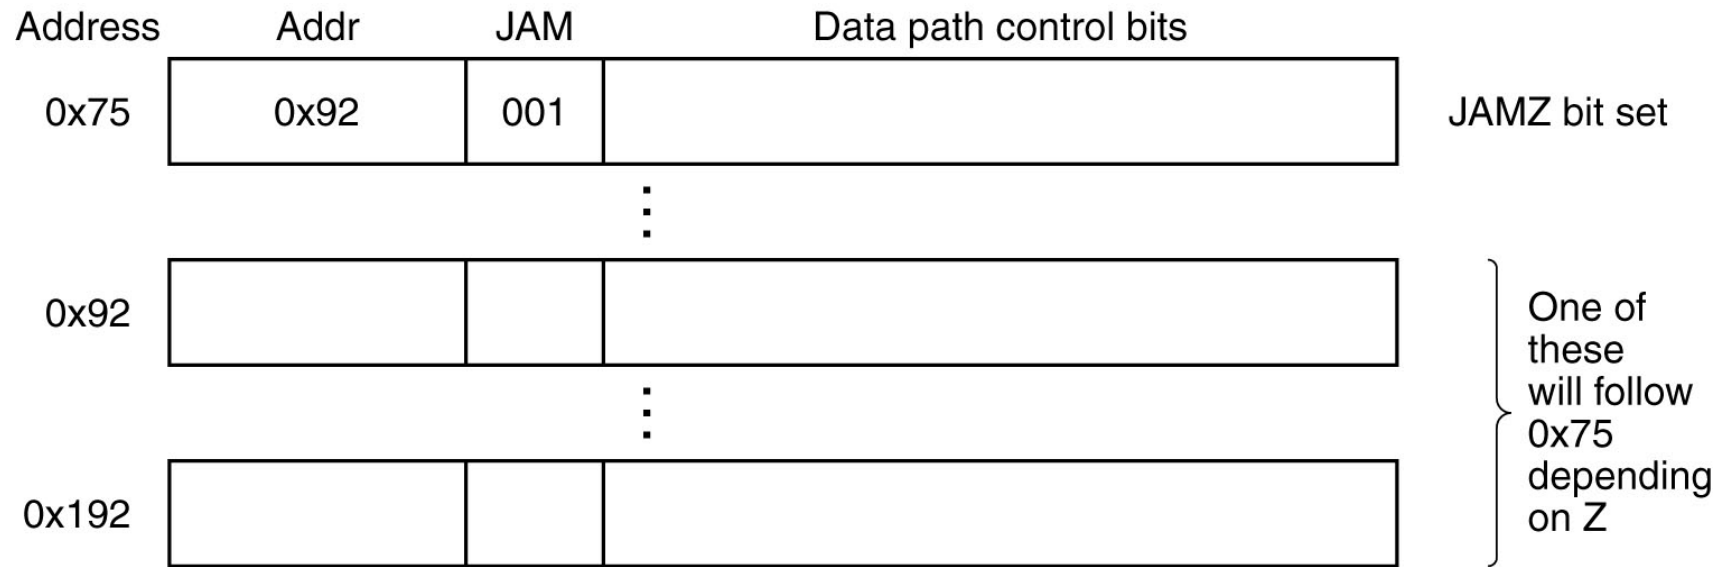 Address Addr JAM Data path control bits
0x75 0x92 001 JAMZ bit set
0x92
0x192
One of
these
will follow
0x75
depending
on Z